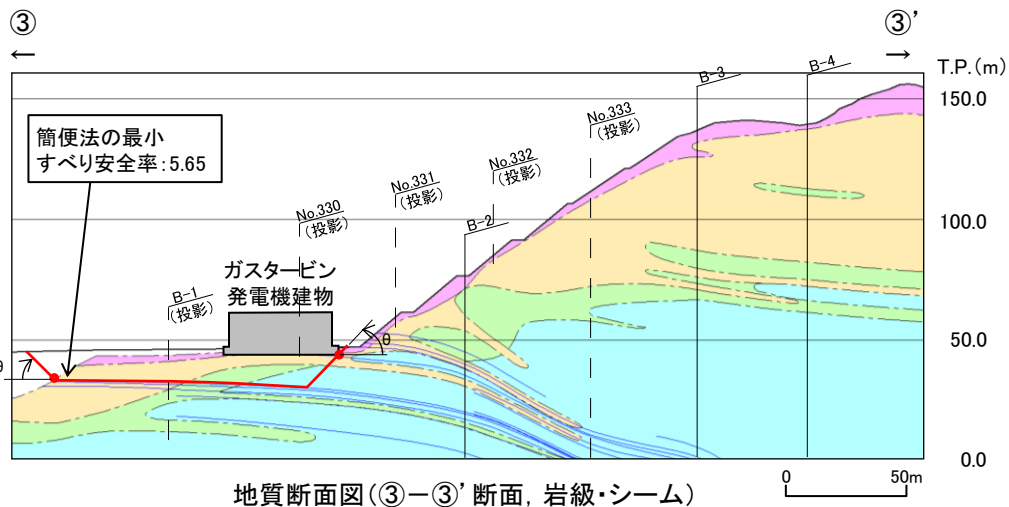 ③
③’
←
→
T.P.(m)
B-3
B-4
150.0
簡便法の最小
すべり安全率:5.65
No.333
(投影)
No.332
(投影)
No.331
(投影)
No.330
(投影)
B-2
100.0
ガスタービン
発電機建物
B-1
(投影)
θ
50.0
θ
0.0
地質断面図(③-③’断面, 岩級・シーム)
0
50m